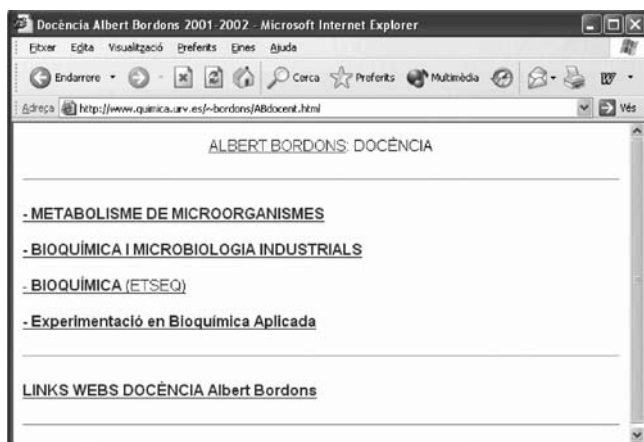 Docència Albert Bordons 2001-2002 - Microsoft Internet Explorer
Fitxer Edita Visualització Preferits Eines Ajuda
Endarrere Cerca Preferits Multimèdia
Adreça http://www.quimica.urv.es/~bordons/ABdocent.html Vés
ALBERT BORDONS: DOCÈNCIA
- METABOLISME DE MICROORGANISMES
- BIOQUÍMICA I MICROBIOLOGIA INDUSTRIALS
- BIOQUÍMICA (ETSEQ)
- Experimentació en Bioquímica Aplicada
LINKS WEBS DOCÈNCIA Albert Bordons